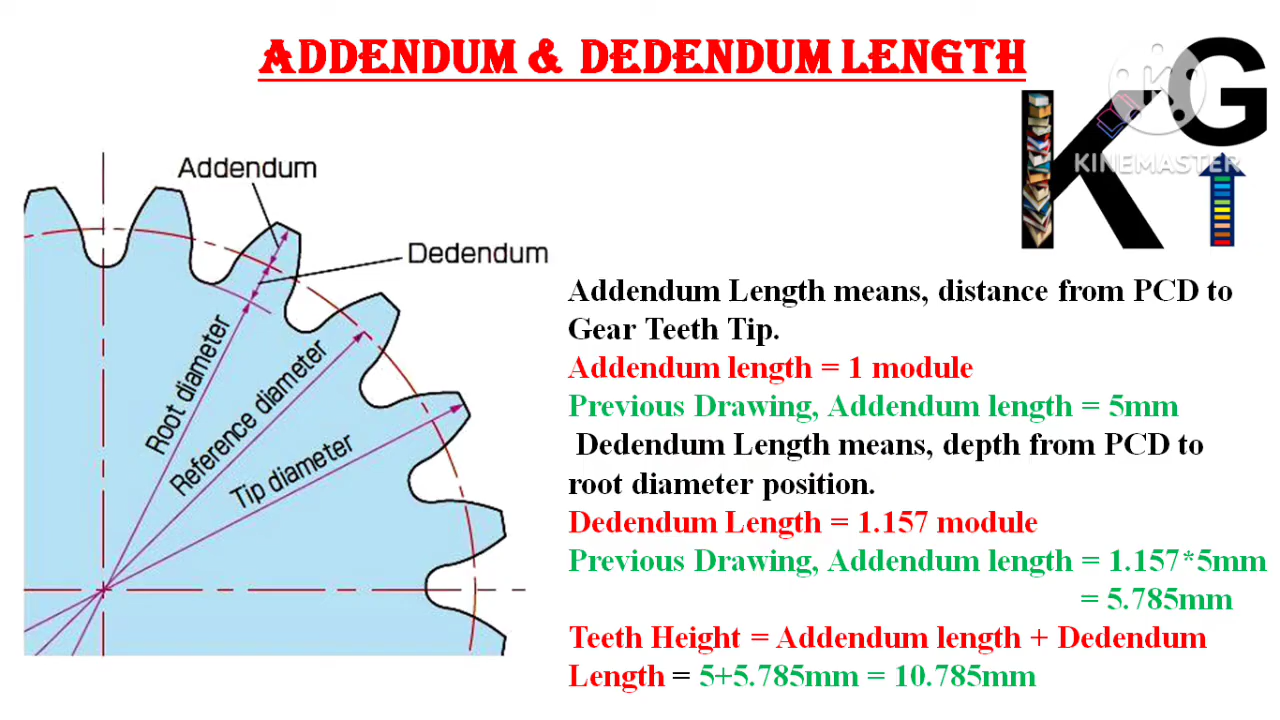 ADDENDUM & DEDENDUM LENGTH
KG
KINEMASTER
Addendum
Dedendum
Root diameter
Reference diameter
Tip diameter
Addendum Length means, distance from PCD to
Gear Teeth Tip.
Addendum length = 1 module
Previous Drawing, Addendum length = 5mm
Dedendum Length means, depth from PCD to
root diameter position.
Dedendum Length = 1.157 module
Previous Drawing, Addendum length = 1.157*5mm
= 5.785mm
Teeth Height = Addendum length + Dedendum
Length = 5+5.785mm = 10.785mm